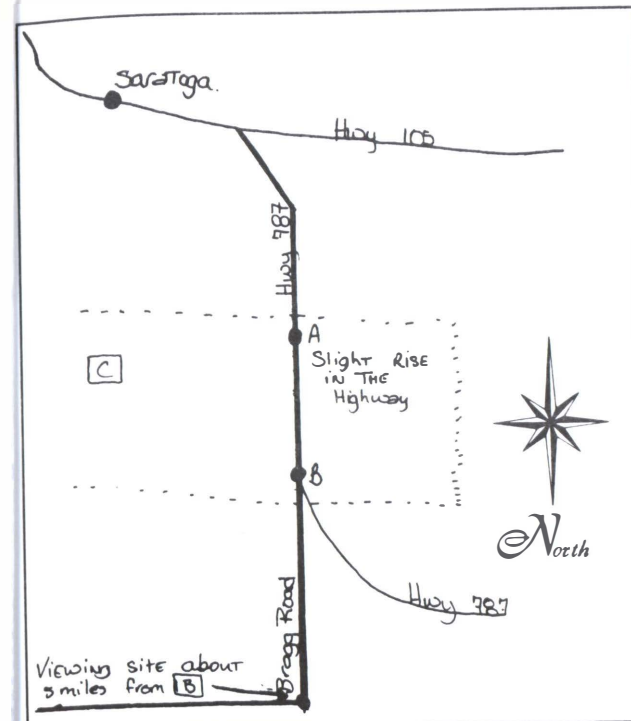 Saratoga.
Hwy 105
Hwy 787
A
Slight Rise
in The
Highway
C
B
North
Hwy 787
Bragg Road
Viewing site about
miles from B